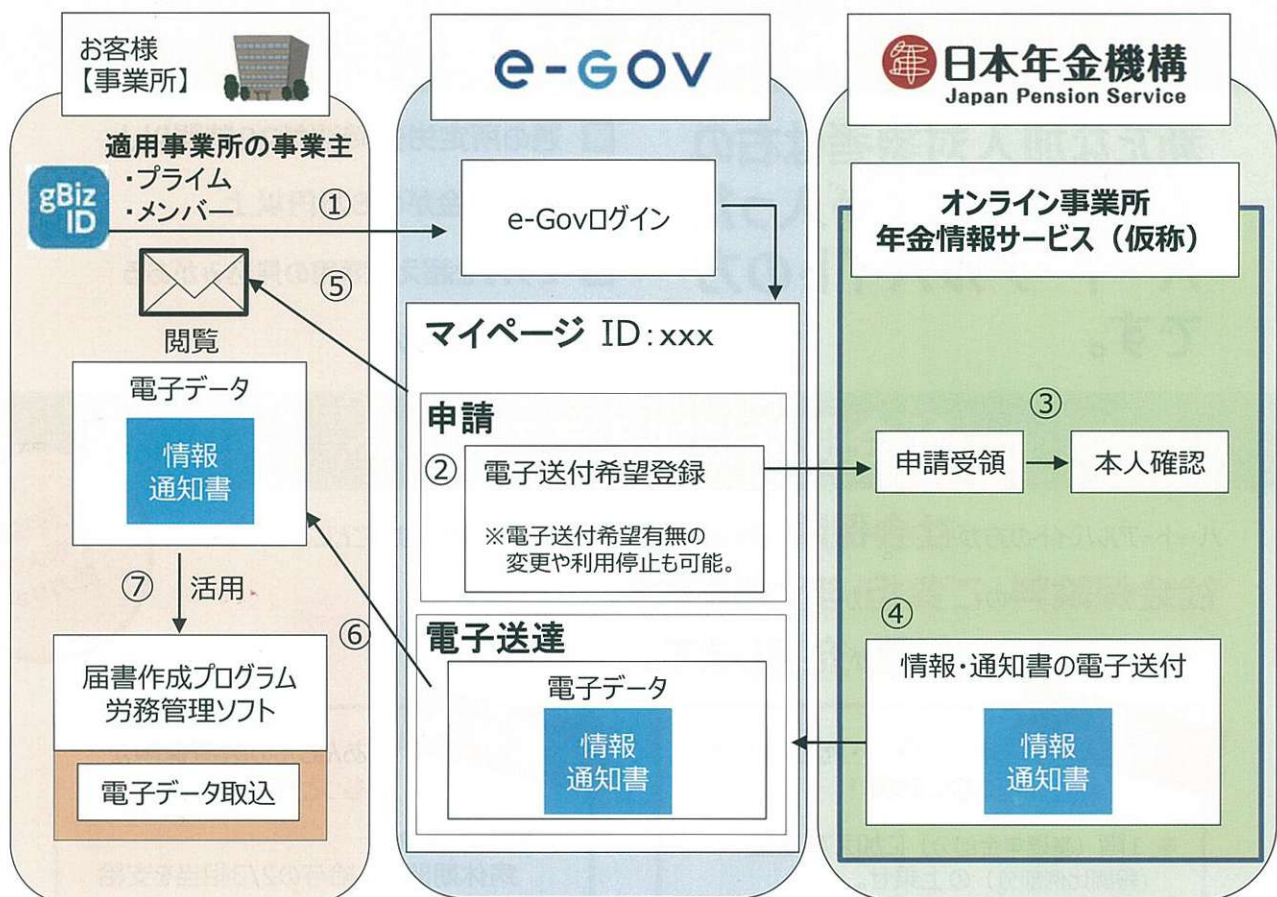 お客様
【事業所】
適用事業所の事業主
・プライム
・メンバー
gBiz
ID
①
⑤
閲覧
電子データ
情報
通知書
⑦
活用
⑥
届書作成プログラム
労務管理ソフト
電子データ取込
e-GOV
e-Govログイン
マイページ ID:xxx
申請
②
電子送付希望登録
※電子送付希望有無の
変更や利用停止も可能。
電子送達
電子データ
情報
通知書
日本年金機構
Japan Pension Service
オンライン事業所
年金情報サービス（仮称）
③
申請受領
本人確認
④
情報・通知書の電子送付
情報
通知書